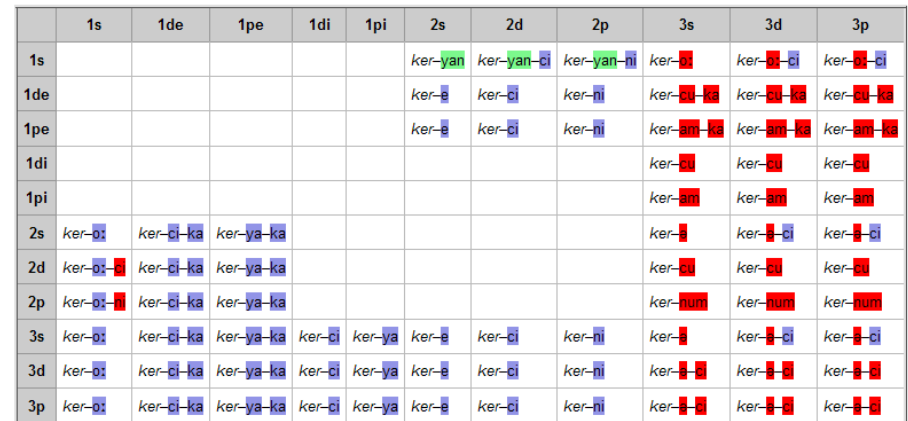 1s 1de 1pe 1di 1pi 2s 2d 2p 3s 3d 3p
1s ker–yan ker–yan–ci ker–yan–ni ker–o: ker–o:–ci ker–o:–ci
1de ker–e ker–ci ker–ni ker–cu–ka ker–cu–ka ker–cu–ka
1pe ker–e ker–ci ker–ni ker–am–ka ker–am–ka ker–am–ka
1di ker–cu ker–cu ker–cu
1pi ker–am ker–am ker–am
2s ker–o: ker–ci–ka ker–ya–ka ker–e ker–e–ci ker–e–ci
2d ker–o:–ci ker–ci–ka ker–ya–ka ker–cu ker–cu ker–cu
2p ker–o:–ni ker–ci–ka ker–ya–ka ker–num ker–num ker–num
3s ker–o: ker–ci–ka ker–ya–ka ker–ci ker–ya ker–e ker–ci ker–ni ker–e ker–e–ci ker–e–ci
3d ker–o: ker–ci–ka ker–ya–ka ker–ci ker–ya ker–e ker–ci ker–ni ker–e–ci ker–e–ci ker–e–ci
3p ker–o: ker–ci–ka ker–ya–ka ker–ci ker–ya ker–e ker–ci ker–ni ker–e–ci ker–e–ci ker–e–ci